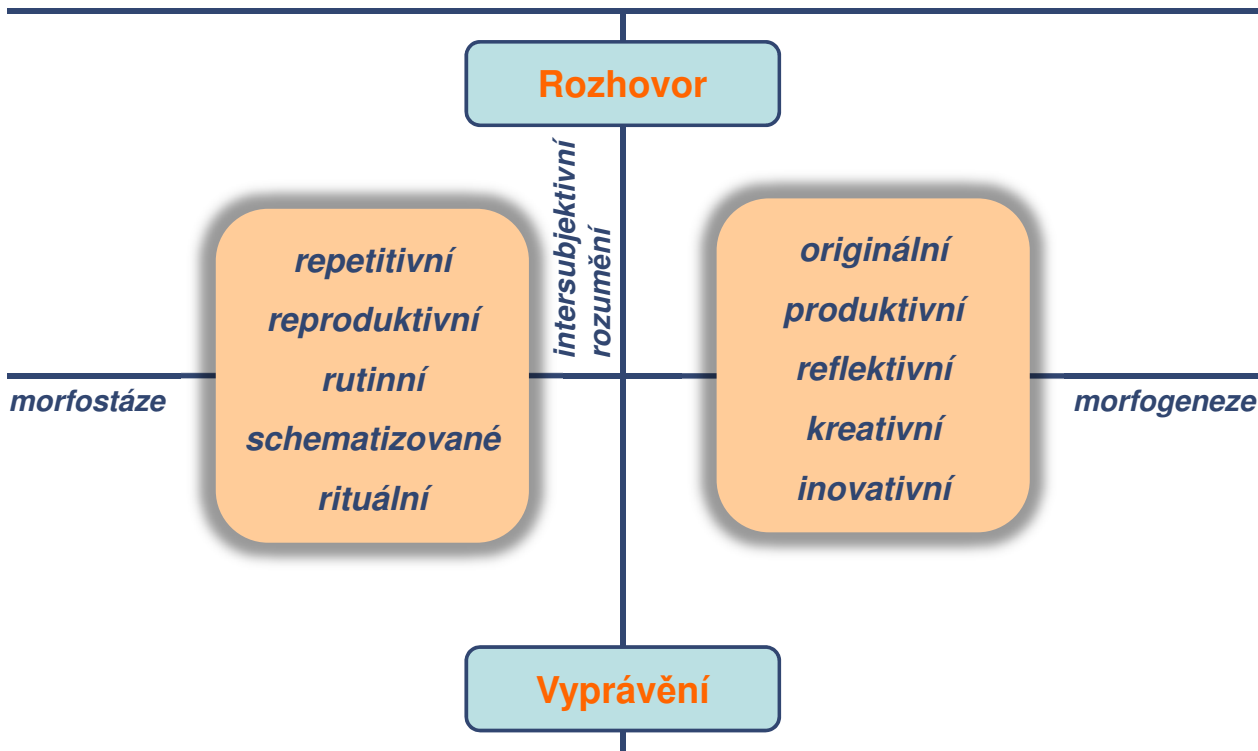 Rozhovor
intersubjektivní
rozumění
repetitivní
reproduktivní
rutinní
schematizované
rituální
originální
produktivní
reflektivní
kreativní
inovativní
morfostáze
morfogeneze
Vyprávění